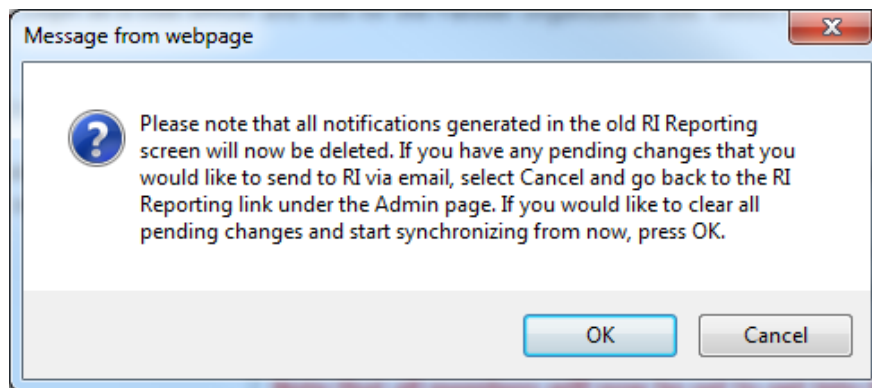 Message from webpage
Please note that all notifications generated in the old RI Reporting
screen will now be deleted. If you have any pending changes that you
would like to send to RI via email, select Cancel and go back to the RI
Reporting link under the Admin page. If you would like to clear all
pending changes and start synchronizing from now, press OK.
OK
Cancel